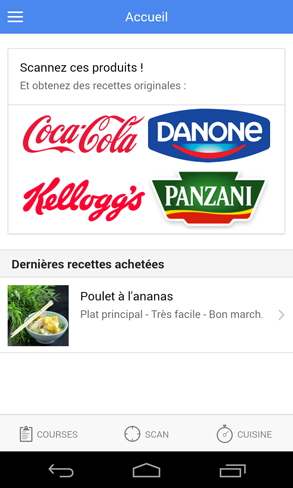 Accueil
Scannez ces produits !
Et obtenez des recettes originales :
Coca-Cola DANONE
Kellogg's PANZANI
Dernières recettes achetées
Poulet à l'ananas
Plat principal - Très facile - Bon march.
COURSES SCAN CUISINE